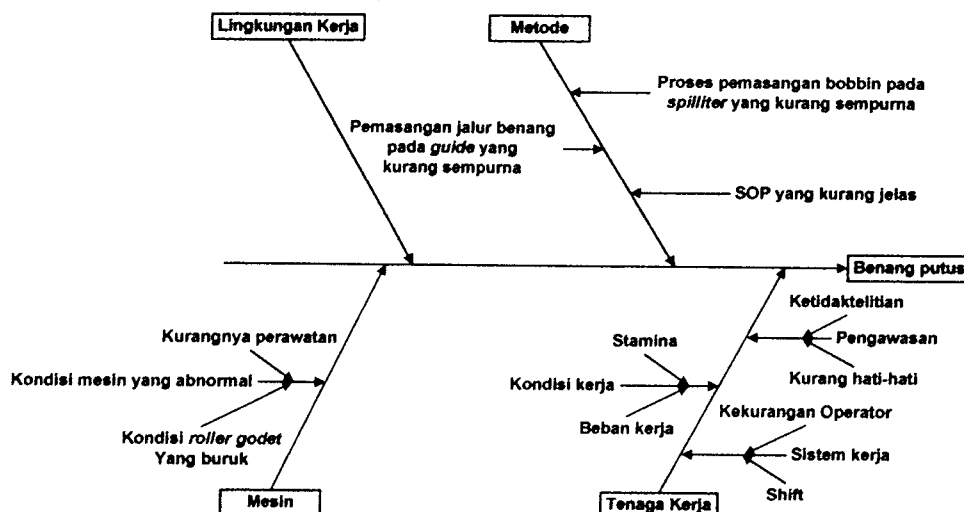 Lingkungan Kerja
Metode
Proses pemasangan bobbin pada
spilliter yang kurang sempurna
Pemasangan jalur benang
pada guide yang
kurang sempurna
SOP yang kurang jelas
Benang putus
Ketidaktelitian
Kurangnya perawatan
Stamina
Pengawasan
Kondisi mesin yang abnormal
Kondisi kerja
Kurang hati-hati
Beban kerja
Kekurangan Operator
Kondisi roller godet
Yang buruk
Sistem kerja
Shift
Mesin
Tenaga Kerja